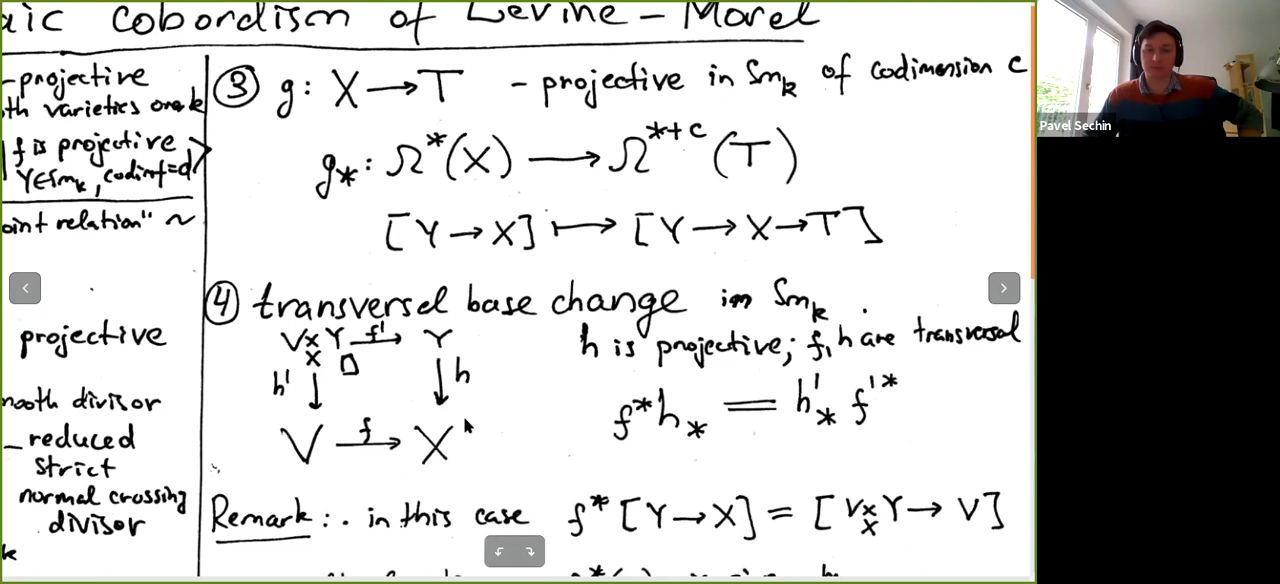 aic cobordism of Levine - Morel
-projective
th varieties over k
f is projective
Y∈Sm_k, codim f=d
oint relation" ~
projective
mooth divisor
_ reduced
strict
normal crossing
divisor
k
③ g: X → T - projective in Sm_k of codimension c
g_* : Ω^*(X) → Ω^{*+c}(T)
[Y → X] ↦ [Y → X → T]
④ transversal base change in Sm_k.
V×_X Y →^{f'} Y
h' ↓ □ ↓ h
V →^f X
h is projective; f, h are transversal
f^* h_* = h'_* f'^*
Remark: . in this case f^* [Y → X] = [V×_X Y → V]
Pavel Sechin